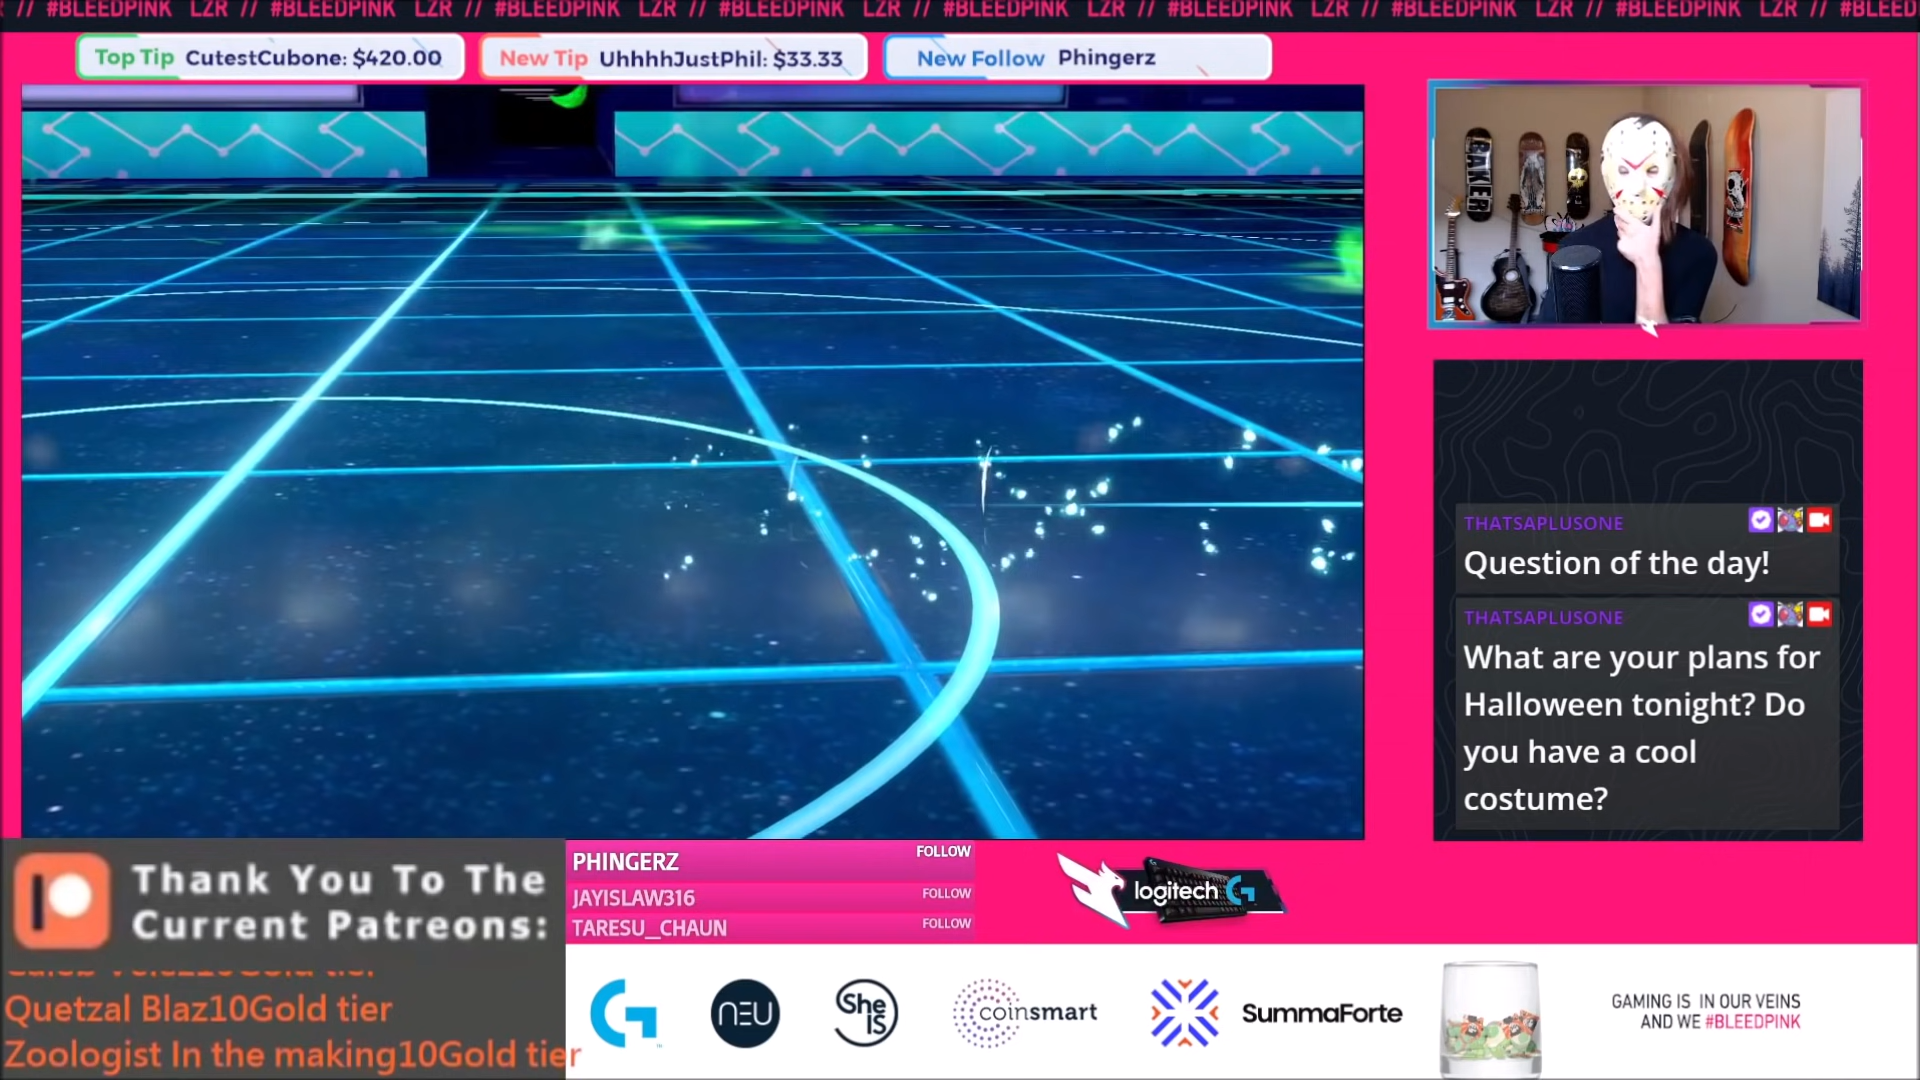 // #BLEEDPINK LZR // #BLEEDPINK LZR // #BLEEDPINK LZR // #BLEEDPINK LZR // #BLEEDPINK LZR // #BLEEDPINK LZR // #BLEEDPINK LZR // #BLEEDPINK LZR // #BLEED
Top Tip CutestCubone: $420.00
New Tip UhhhhJustPhil: $33.33
New Follow Phingerz
BAKER
THATSAPLUSONE
Question of the day!
THATSAPLUSONE
What are your plans for
Halloween tonight? Do
you have a cool
costume?
Thank You To The
Current Patreons:
Quetzal Blaz10Gold tier
Zoologist In the making10Gold tier
PHINGERZ FOLLOW
JAYISLAW316 FOLLOW
TARESU_CHAUN FOLLOW
logitech G
G
NEU
She
IS
coinsmart
SummaForte
GAMING IS IN OUR VEINS
AND WE #BLEEDPINK